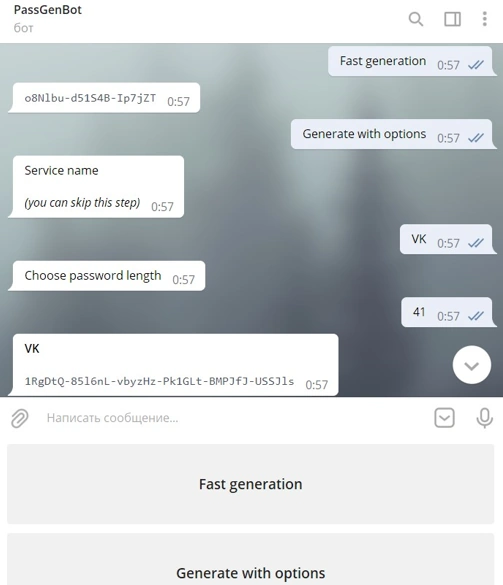 PassGenBot
бот
Fast generation 0:57
o8Nlbu-d51S4B-Ip7jZT 0:57
Generate with options 0:57
Service name
(you can skip this step) 0:57
VK 0:57
Choose password length 0:57
41 0:57
VK
1RgDtQ-85l6nL-vbyzHz-Pk1GLt-BMPJfJ-USSJls 0:57
Написать сообщение...
Fast generation
Generate with options